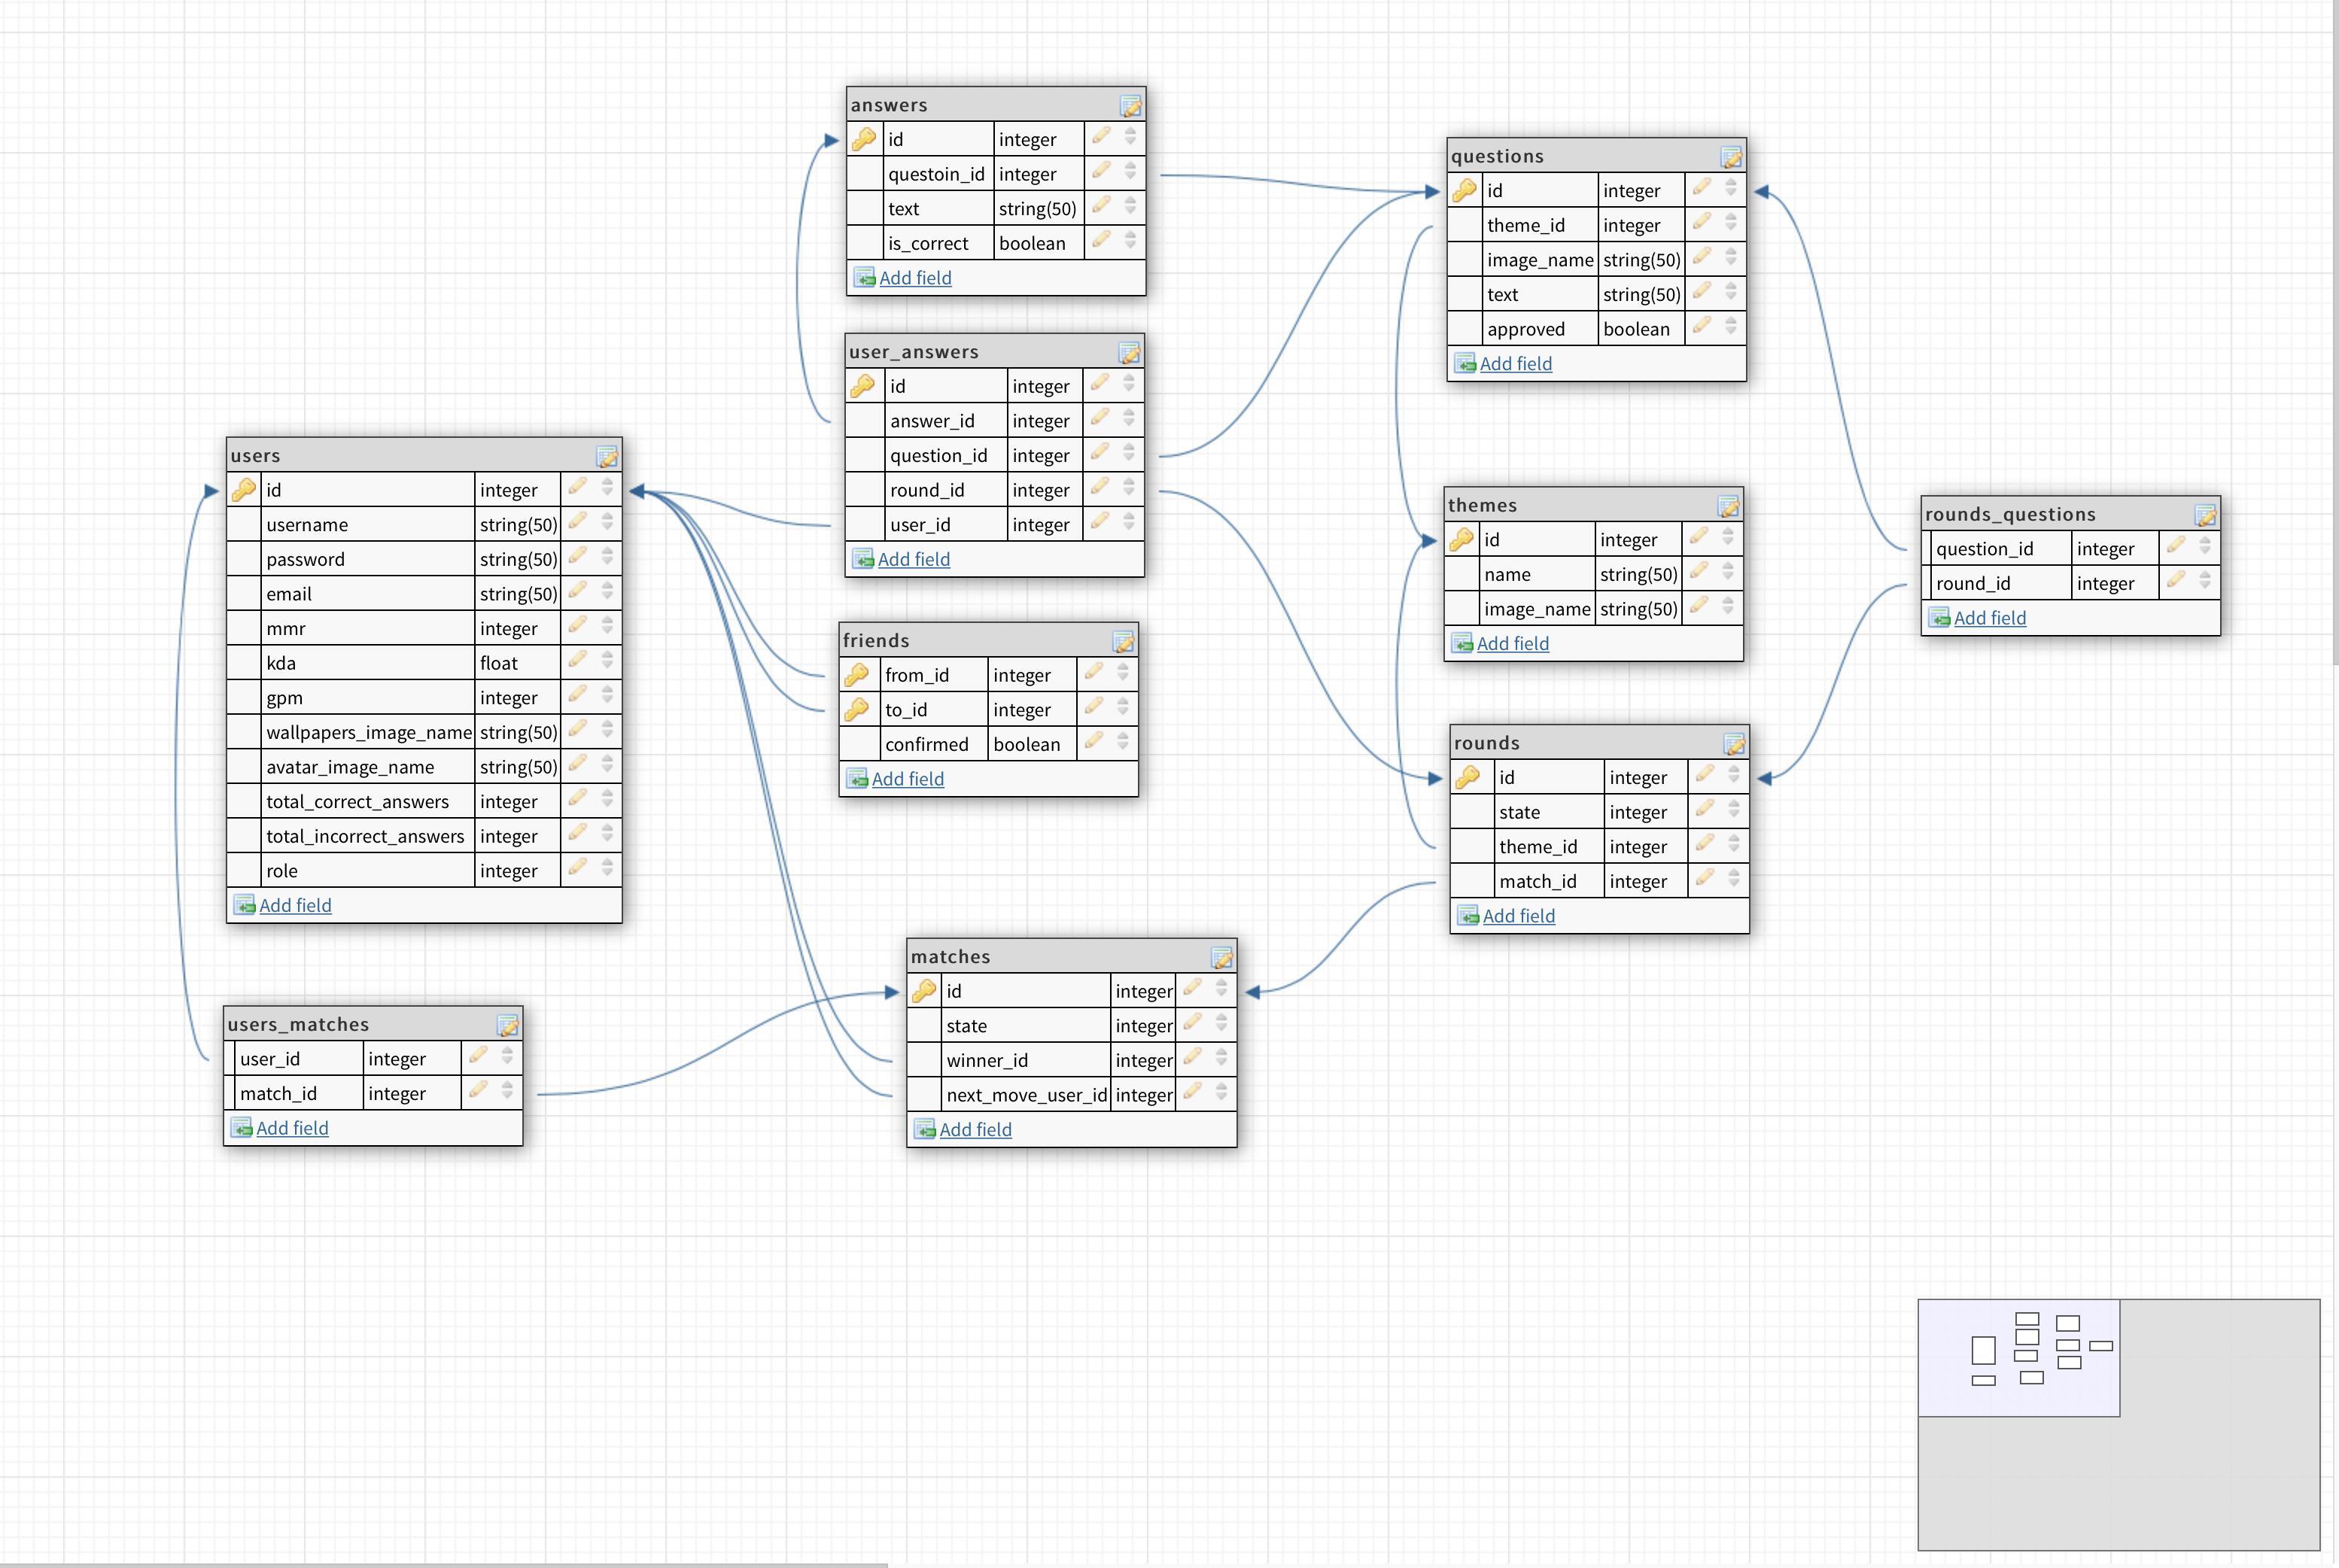 answers
id integer
questoin_id integer
text string(50)
is_correct boolean
Add field
user_answers
id integer
answer_id integer
question_id integer
round_id integer
user_id integer
Add field
users
id integer
username string(50)
password string(50)
email string(50)
mmr integer
kda float
gpm integer
wallpapers_image_name string(50)
avatar_image_name string(50)
total_correct_answers integer
total_incorrect_answers integer
role integer
Add field
friends
from_id integer
to_id integer
confirmed boolean
Add field
users_matches
user_id integer
match_id integer
Add field
matches
id integer
state integer
winner_id integer
next_move_user_id integer
Add field
questions
id integer
theme_id integer
image_name string(50)
text string(50)
approved boolean
Add field
themes
id integer
name string(50)
image_name string(50)
Add field
rounds
id integer
state integer
theme_id integer
match_id integer
Add field
rounds_questions
question_id integer
round_id integer
Add field